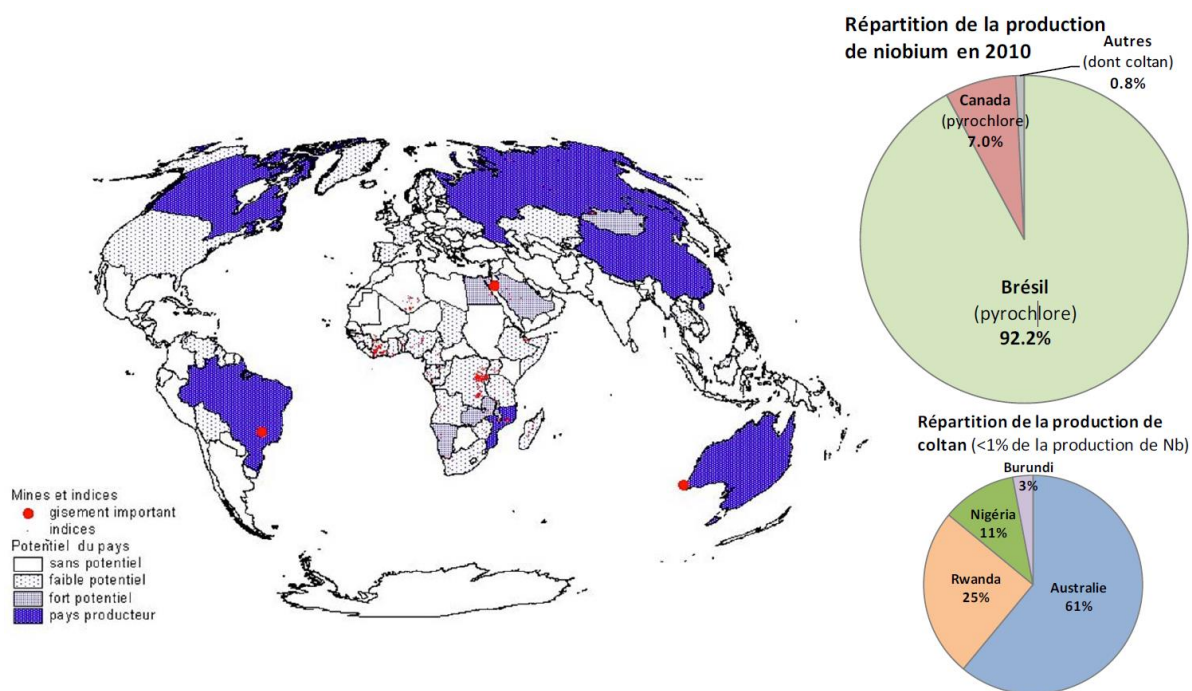 Répartition de la production
de niobium en 2010
Autres
(dont coltan)
0.8%
Canada
(pyrochlore)
7.0%
Brésil
(pyrochlore)
92.2%
Mines et indices
gisement important
indices
Potentiel du pays
sans potentiel
faible potentiel
fort potentiel
pays producteur
Répartition de la production de
coltan (<1% de la production de Nb)
Burundi
3%
Nigéria
11%
Rwanda
25%
Australie
61%